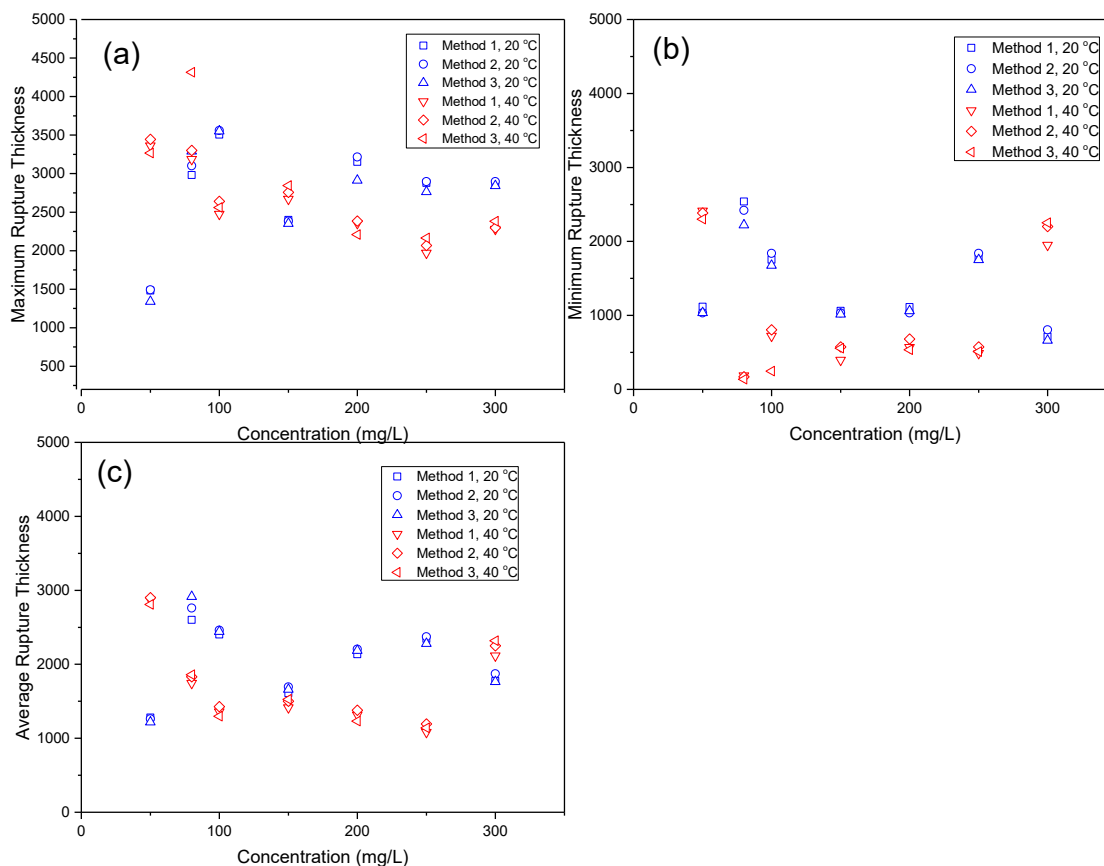 (a)
Maximum Rupture Thickness
5000
4500
4000
3500
3000
2500
2000
1500
1000
500
Method 1, 20 °C
Method 2, 20 °C
Method 3, 20 °C
Method 1, 40 °C
Method 2, 40 °C
Method 3, 40 °C
0 100 200 300
Concentration (mg/L)
(b)
Minimum Rupture Thickness
5000
4000
3000
2000
1000
0
Method 1, 20 °C
Method 2, 20 °C
Method 3, 20 °C
Method 1, 40 °C
Method 2, 40 °C
Method 3, 40 °C
0 100 200 300
Concentration (mg/L)
(c)
Average Rupture Thickness
5000
4000
3000
2000
1000
0
Method 1, 20 °C
Method 2, 20 °C
Method 3, 20 °C
Method 1, 40 °C
Method 2, 40 °C
Method 3, 40 °C
0 100 200 300
Concentration (mg/L)